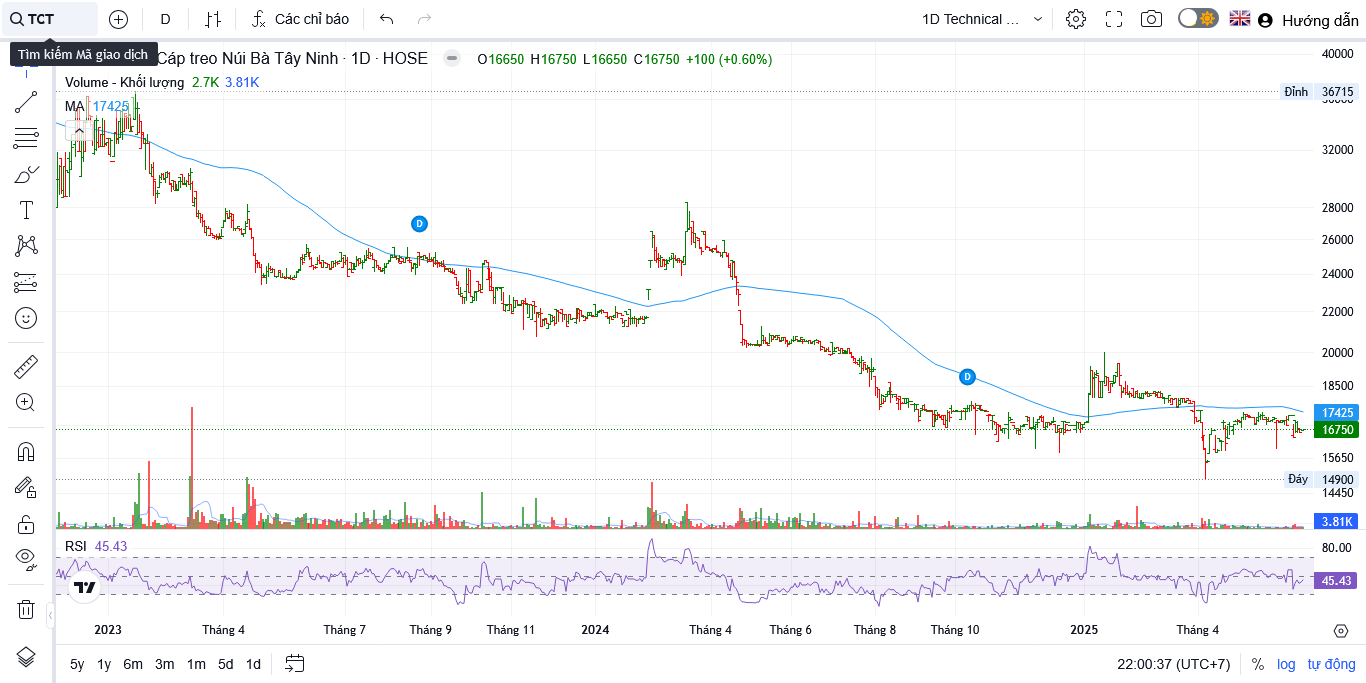 TCT
D
Các chỉ báo
1D Technical ...
Hướng dẫn
Tìm kiếm Mã giao dịch
Cáp treo Núi Bà Tây Ninh · 1D · HOSE
O16650 H16750 L16650 C16750 +100 (+0.60%)
Volume - Khối lượng 2.7K 3.81K
MA 17425
40000
Đỉnh 36715
32000
28000
26000
24000
22000
20000
18500
17425
16750
15650
Đáy 14900
14450
3.81K
D
D
RSI 45.43
80.00
45.43
2023 Tháng 4 Tháng 7 Tháng 9 Tháng 11 2024 Tháng 4 Tháng 6 Tháng 8 Tháng 10 2025 Tháng 4
5y 1y 6m 3m 1m 5d 1d
22:00:37 (UTC+7) % log tự động